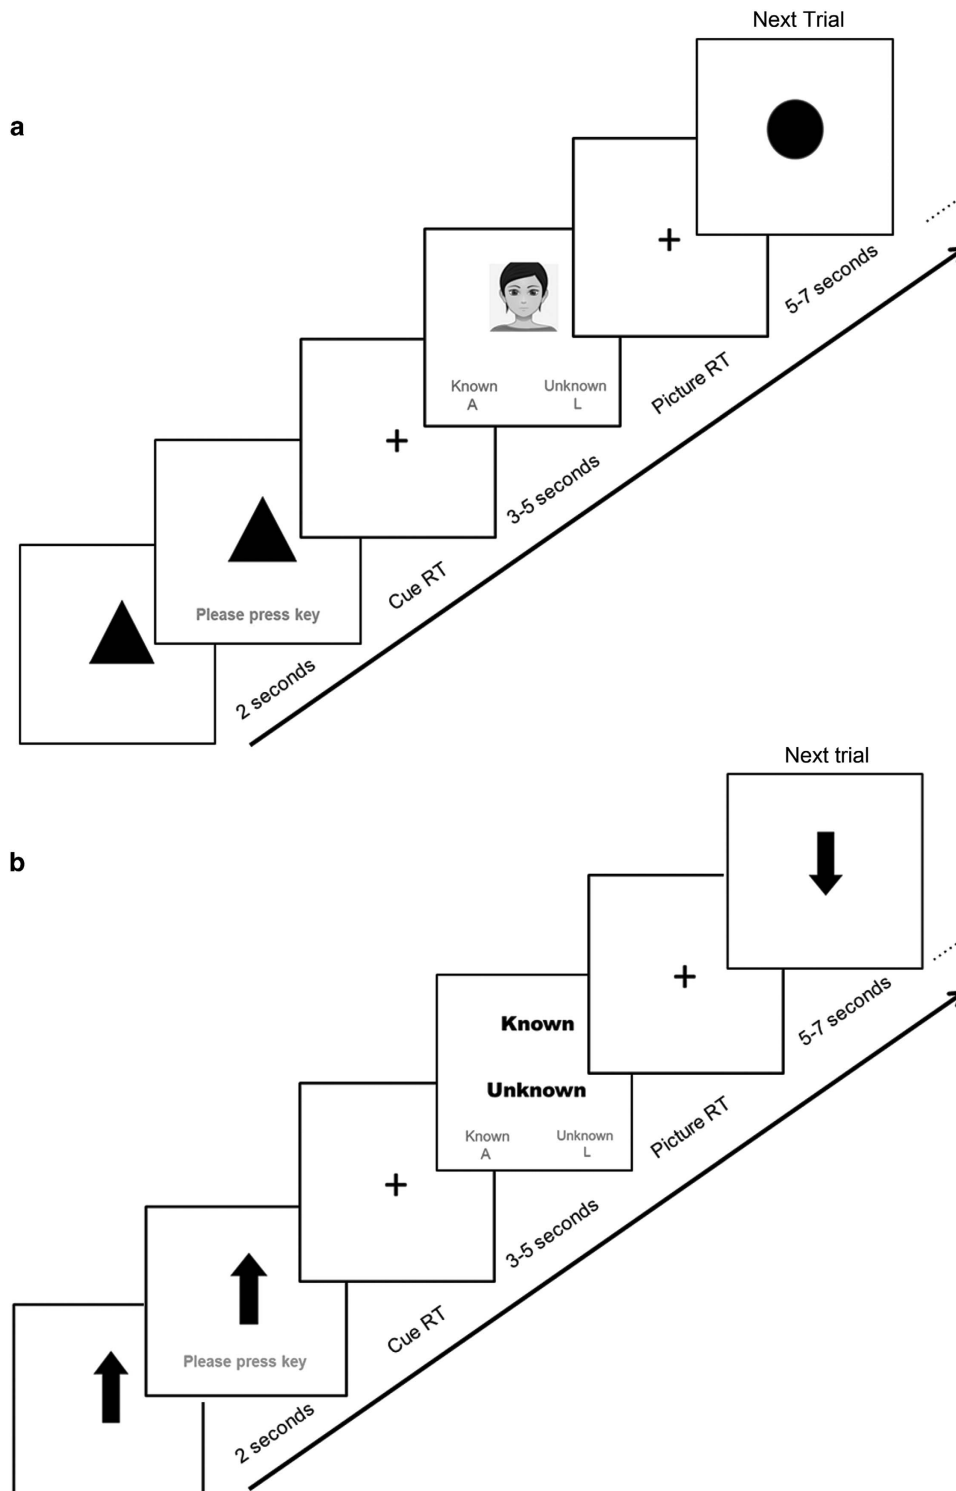 Next Trial
a
5-7 seconds
Known
A
Unknown
L
Picture RT
3-5 seconds
Cue RT
Please press key
2 seconds
Next trial
b
5-7 seconds
Known
Unknown
Known
A
Unknown
L
Picture RT
3-5 seconds
Cue RT
Please press key
2 seconds